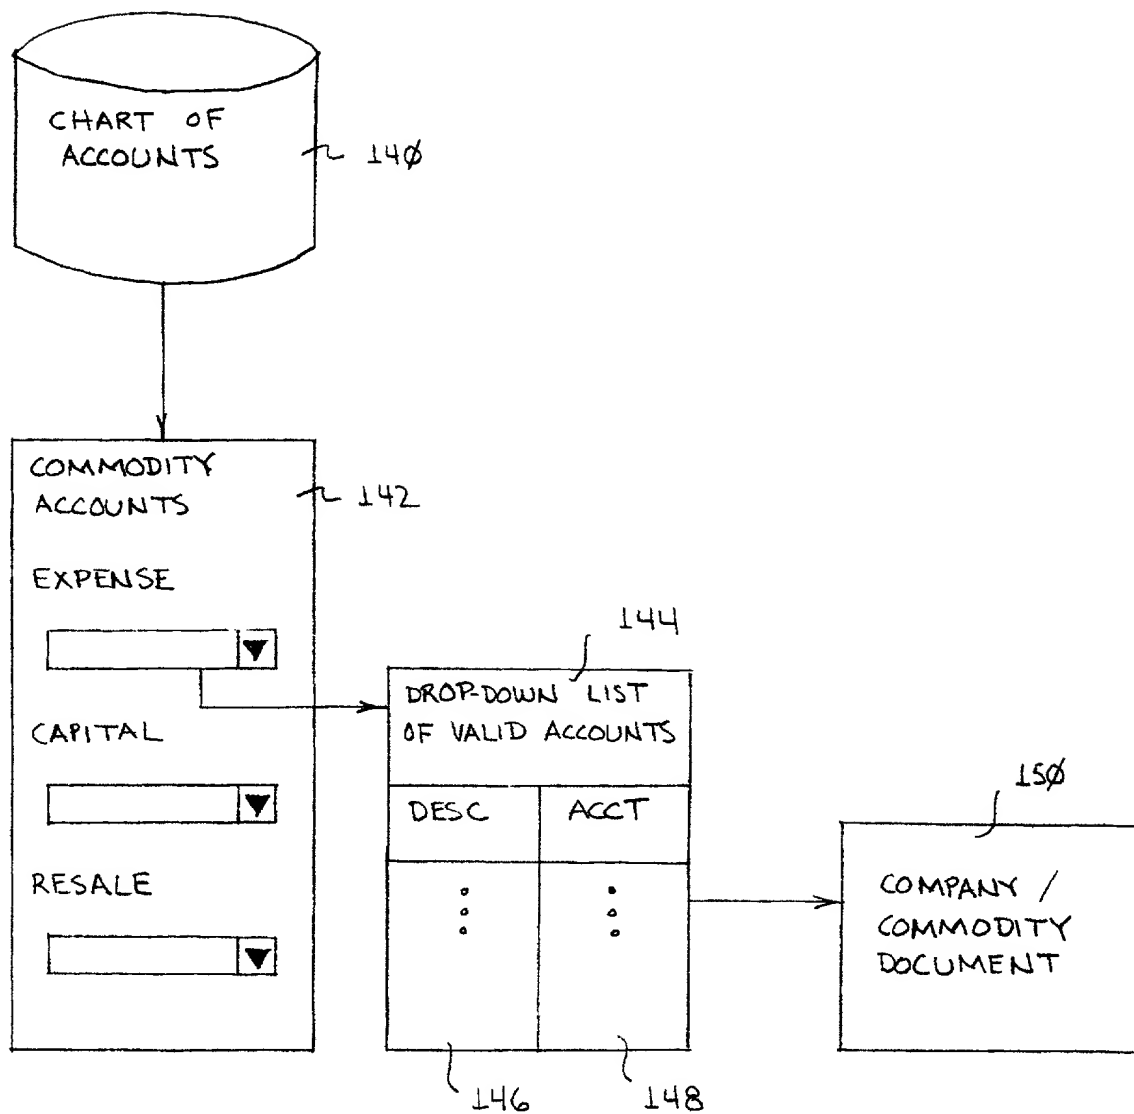 CHART OF
ACCOUNTS
140
COMMODITY
ACCOUNTS
142
EXPENSE
144
DROP-DOWN LIST
OF VALID ACCOUNTS
CAPITAL
DESC ACCT
150
COMPANY /
COMMODITY
DOCUMENT
RESALE
146
148